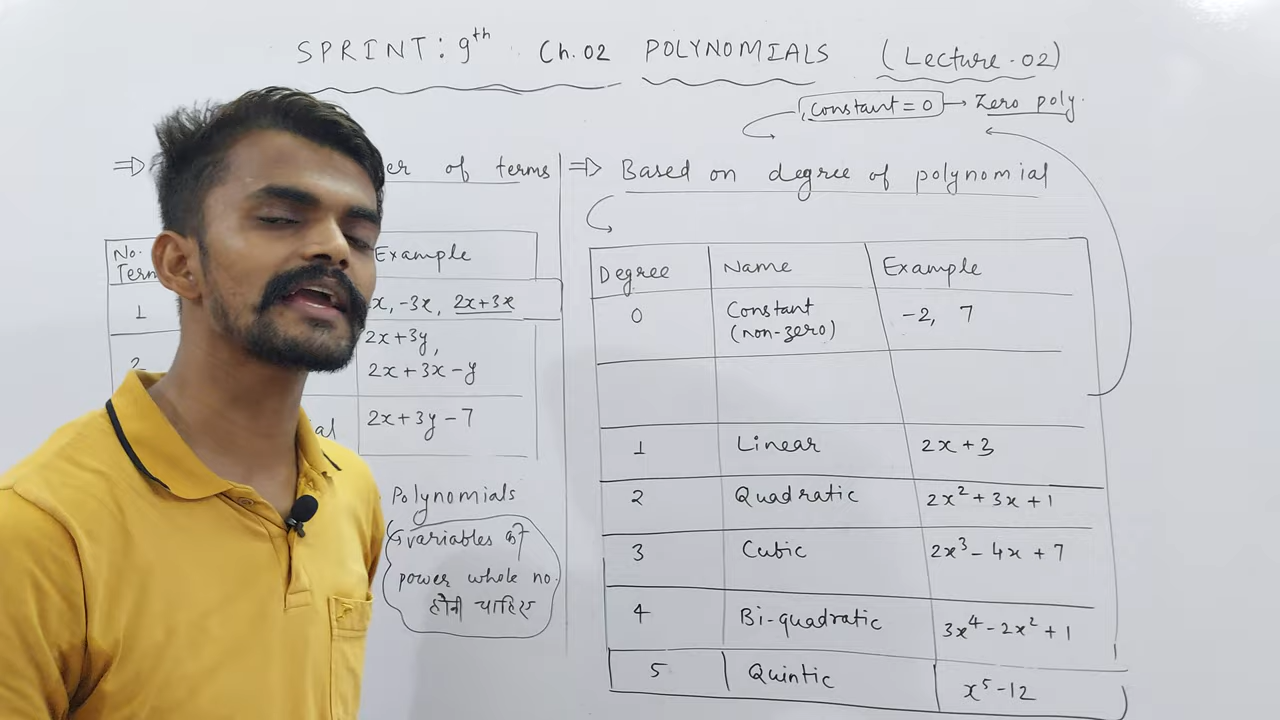 SPRINT: 9th Ch. 02 POLYNOMIALS (Lecture-02)
Constant = 0 → Zero poly.
⇒ er of terms
⇒ Based on degree of polynomial
No. Term Example
1 x, -3x, 2x+3x
2 2x+3y,
2x+3x-y
al 2x+3y-7
Polynomials
variables की
power whole no.
होनी चाहिए
Degree Name Example
0 Constant (non-zero) -2, 7
1 Linear 2x+3
2 Quadratic 2x²+3x+1
3 Cubic 2x³-4x+7
4 Bi-quadratic 3x⁴-2x²+1
5 Quintic x⁵-12